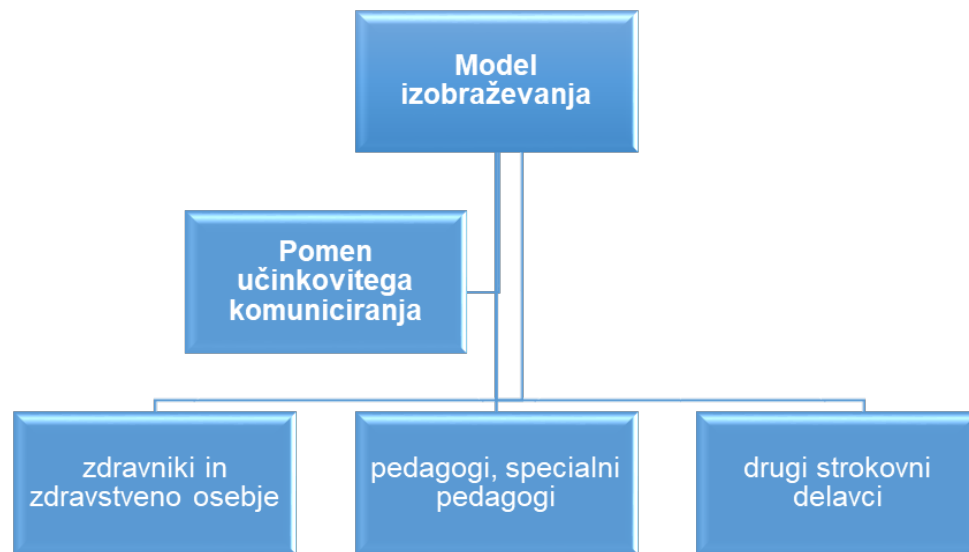 Model
izobraževanja
Pomen
učinkovitega
komuniciranja
zdravniki in
zdravstveno osebje
pedagogi, specialni
pedagogi
drugi strokovni
delavci